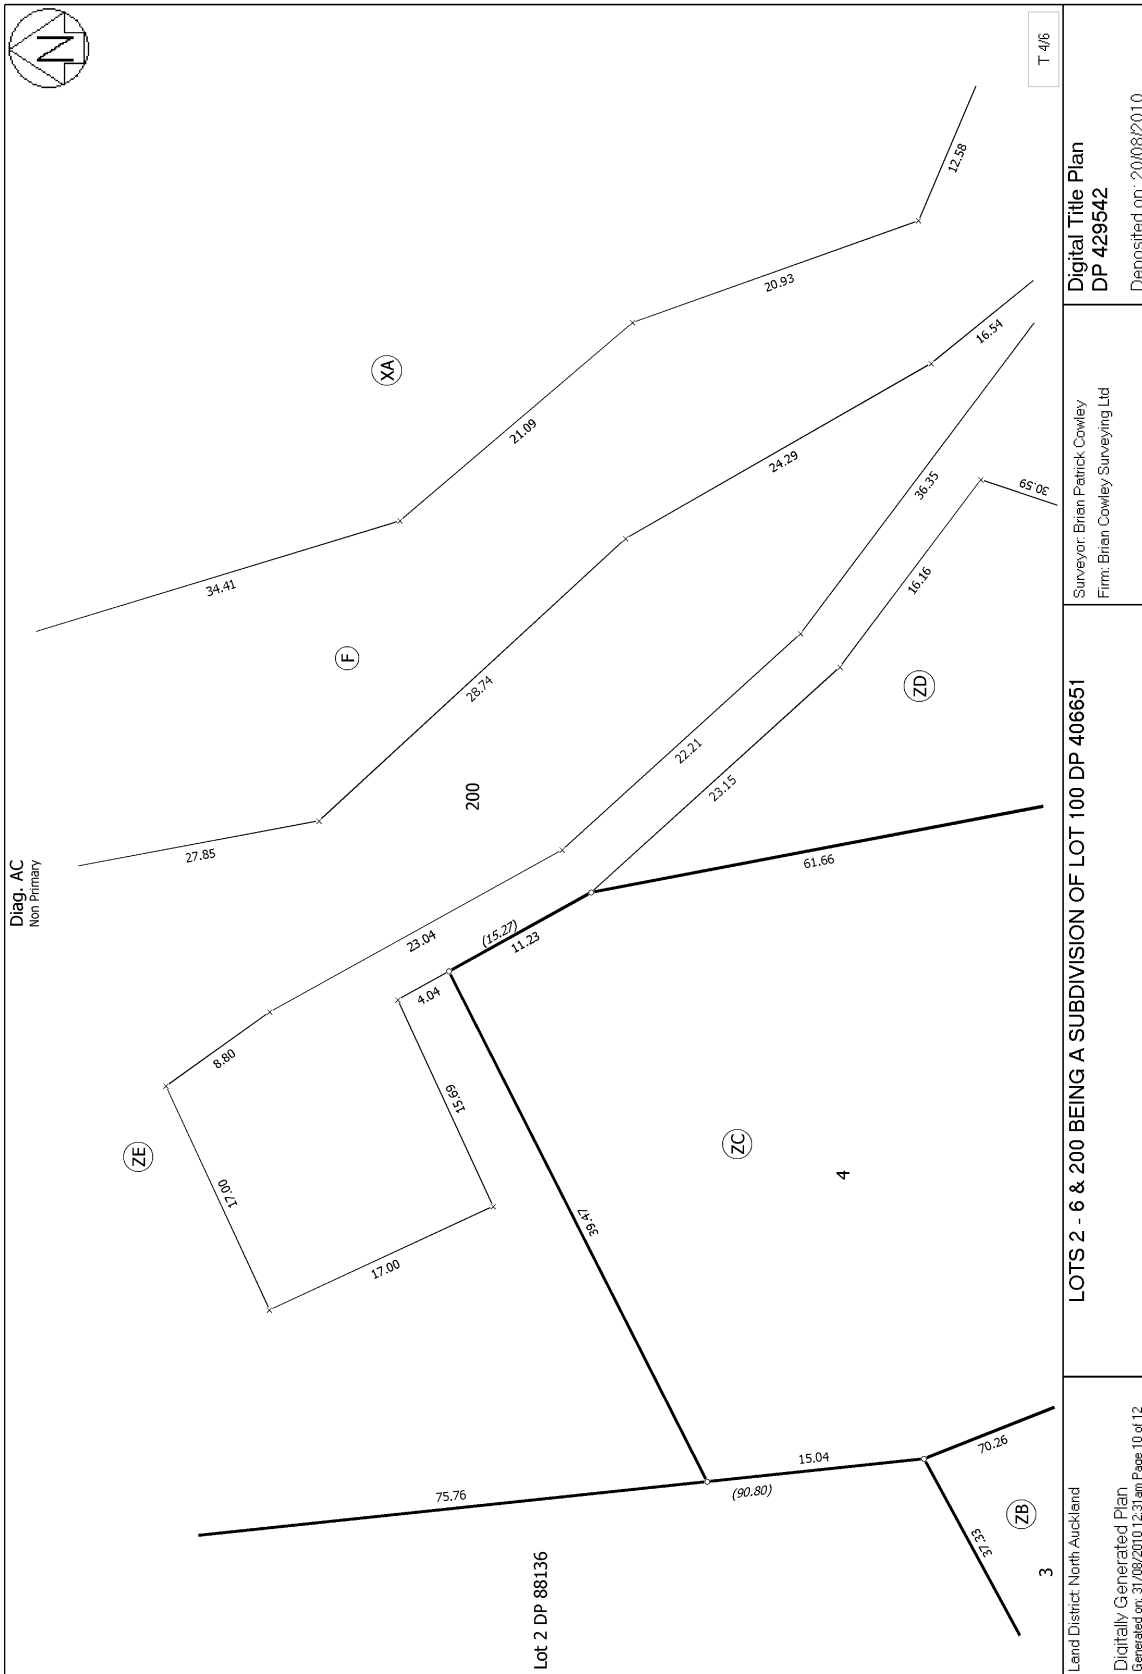 Diag. AC
Non Primary
N
T 4/6
34.41
XA
21.09
20.93
12.58
F
27.85
28.74
24.29
16.54
200
36.35
30.59
16.16
22.21
23.15
ZD
23.04
8.80
ZE
17.00
17.00
15.69
4.04
(15.27)
11.23
61.66
39.47
ZC
4
75.76
15.04
(90.80)
70.26
37.33
ZB
3
Lot 2 DP 88136
Land District: North Auckland
Digitally Generated Plan
Generated on: 31/08/2010 12:31am Page 10 of 12
LOTS 2 - 6 & 200 BEING A SUBDIVISION OF LOT 100 DP 406651
Surveyor: Brian Patrick Cowley
Firm: Brian Cowley Surveying Ltd
Digital Title Plan
DP 429542
Deposited on: 20/08/2010